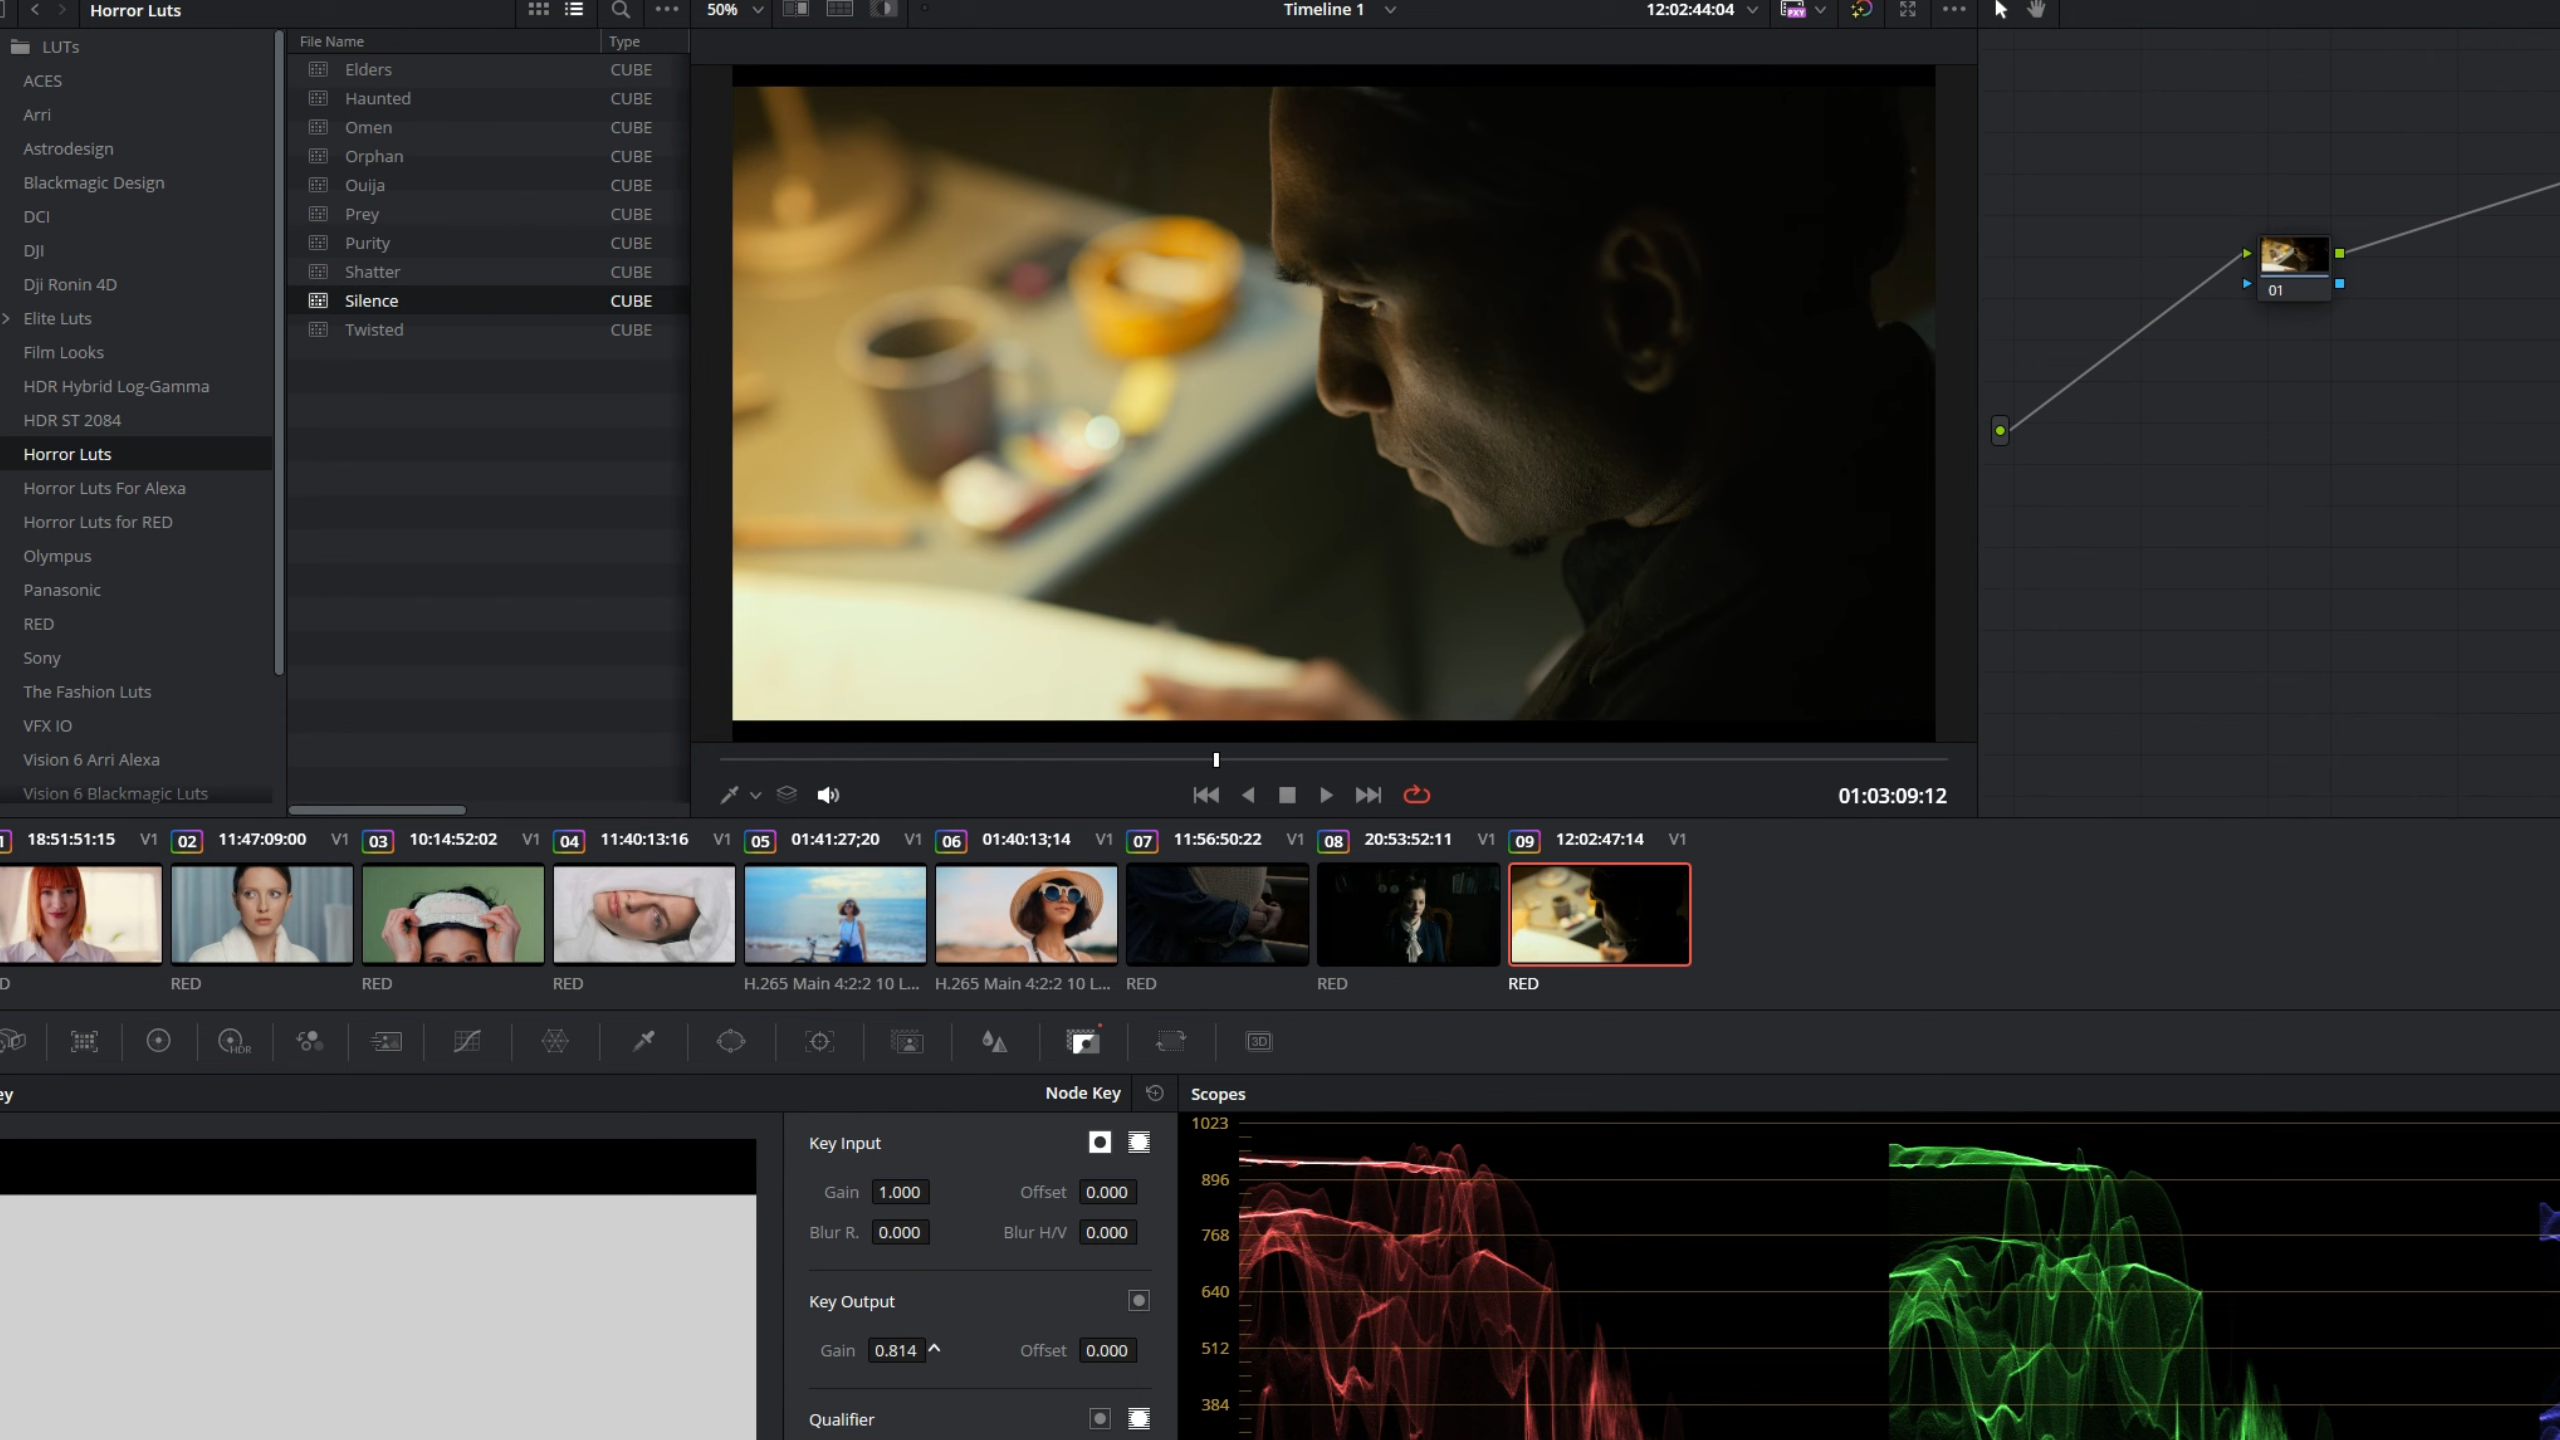 Horror Luts
50%
Timeline 1
12:02:44:04
PXY
LUTs
ACES
Arri
Astrodesign
Blackmagic Design
DCI
DJI
Dji Ronin 4D
Elite Luts
Film Looks
HDR Hybrid Log-Gamma
HDR ST 2084
Horror Luts
Horror Luts For Alexa
Horror Luts for RED
Olympus
Panasonic
RED
Sony
The Fashion Luts
VFX IO
Vision 6 Arri Alexa
Vision 6 Blackmagic Luts
File Name Type
Elders CUBE
Haunted CUBE
Omen CUBE
Orphan CUBE
Ouija CUBE
Prey CUBE
Purity CUBE
Shatter CUBE
Silence CUBE
Twisted CUBE
01
01:03:09:12
18:51:51:15 V1 02 11:47:09:00 V1 03 10:14:52:02 V1 04 11:40:13:16 V1 05 01:41:27;20 V1 06 01:40:13;14 V1 07 11:56:50:22 V1 08 20:53:52:11 V1 09 12:02:47:14 V1
D RED RED RED H.265 Main 4:2:2 10 L... H.265 Main 4:2:2 10 L... RED RED RED
HDR
3D
ey
Node Key
Scopes
Key Input
Gain 1.000 Offset 0.000
Blur R. 0.000 Blur H/V 0.000
Key Output
Gain 0.814 Offset 0.000
Qualifier
1023
896
768
640
512
384